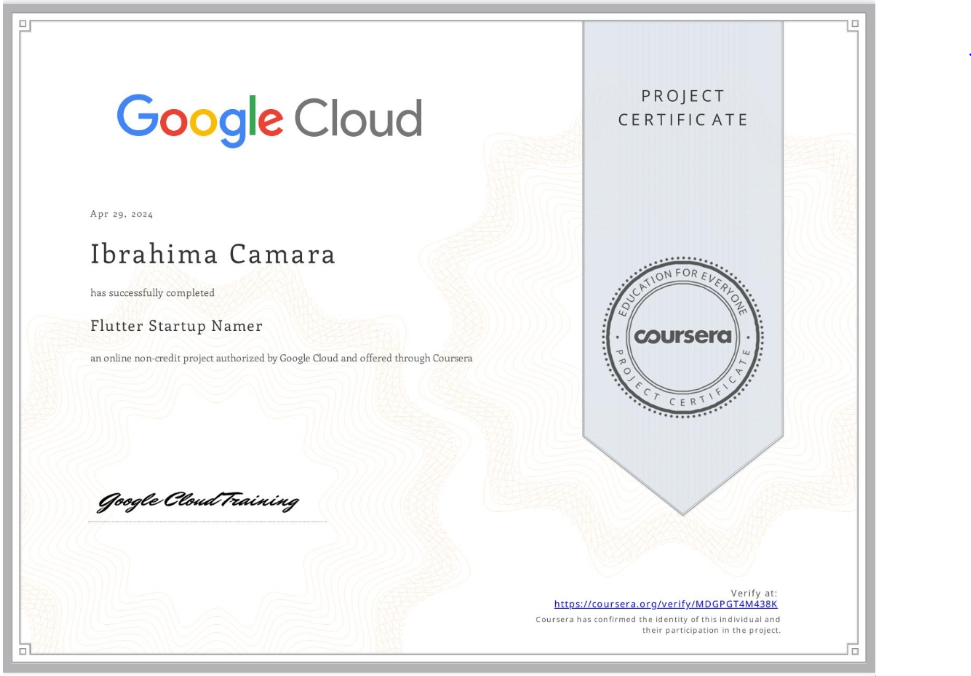 Google Cloud
PROJECT
CERTIFICATE
Apr 29, 2024
Ibrahima Camara
has successfully completed
Flutter Startup Namer
an online non-credit project authorized by Google Cloud and offered through Coursera
EDUCATION FOR EVERYONE
coursera
PROJECT CERTIFICATE
Google Cloud Training
Verify at:
https://coursera.org/verify/MDGPGT4M438K
Coursera has confirmed the identity of this individual and
their participation in the project.